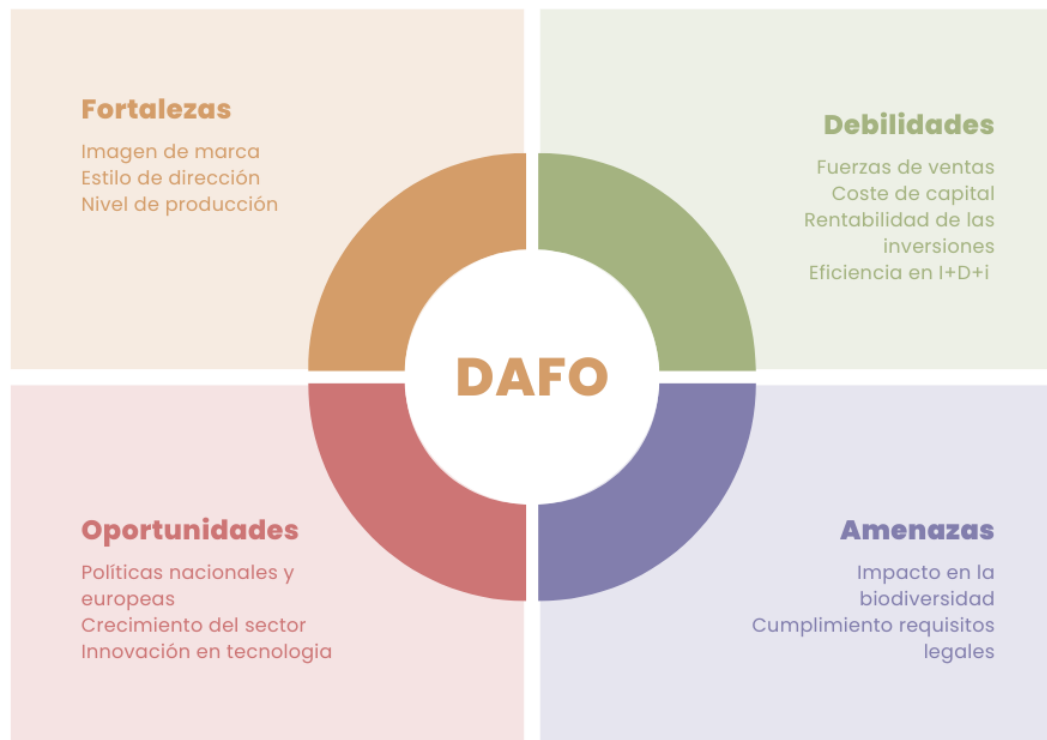 Fortalezas
Imagen de marca
Estilo de dirección
Nivel de producción
Debilidades
Fuerzas de ventas
Coste de capital
Rentabilidad de las
inversiones
Eficiencia en I+D+i
DAFO
Oportunidades
Políticas nacionales y
europeas
Crecimiento del sector
Innovación en tecnologia
Amenazas
Impacto en la
biodiversidad
Cumplimiento requisitos
legales